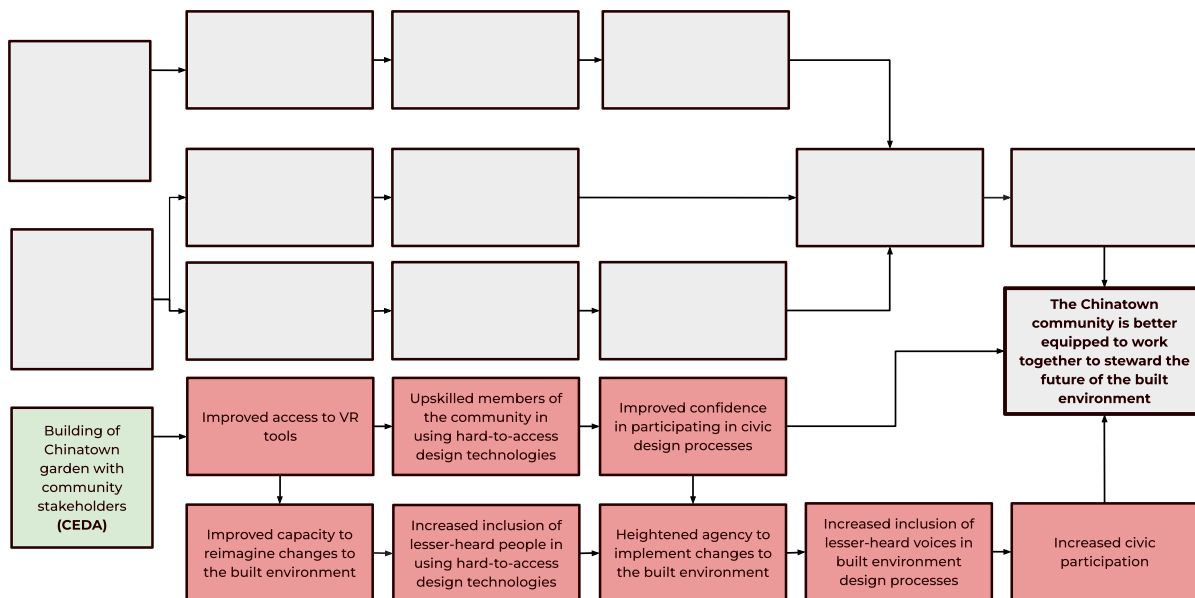 The Chinatown
community is better
equipped to work
together to steward the
future of the built
environment
Building of
Chinatown
garden with
community
stakeholders
(CEDA)
Improved access to VR
tools
Upskilled members of
the community in
using hard-to-access
design technologies
Improved confidence
in participating in civic
design processes
Improved capacity to
reimagine changes to
the built environment
Increased inclusion of
lesser-heard people in
using hard-to-access
design technologies
Heightened agency to
implement changes to
the built environment
Increased inclusion of
lesser-heard voices in
built environment
design processes
Increased civic
participation